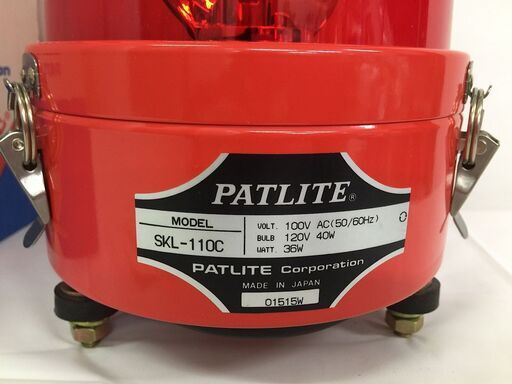 PATLITE®
MODEL
SKL-110C
VOLT. 100V AC(50/60Hz)
BULB. 120V 40W
WATT. 36W
PATLITE Corporation
MADE IN JAPAN
01515W